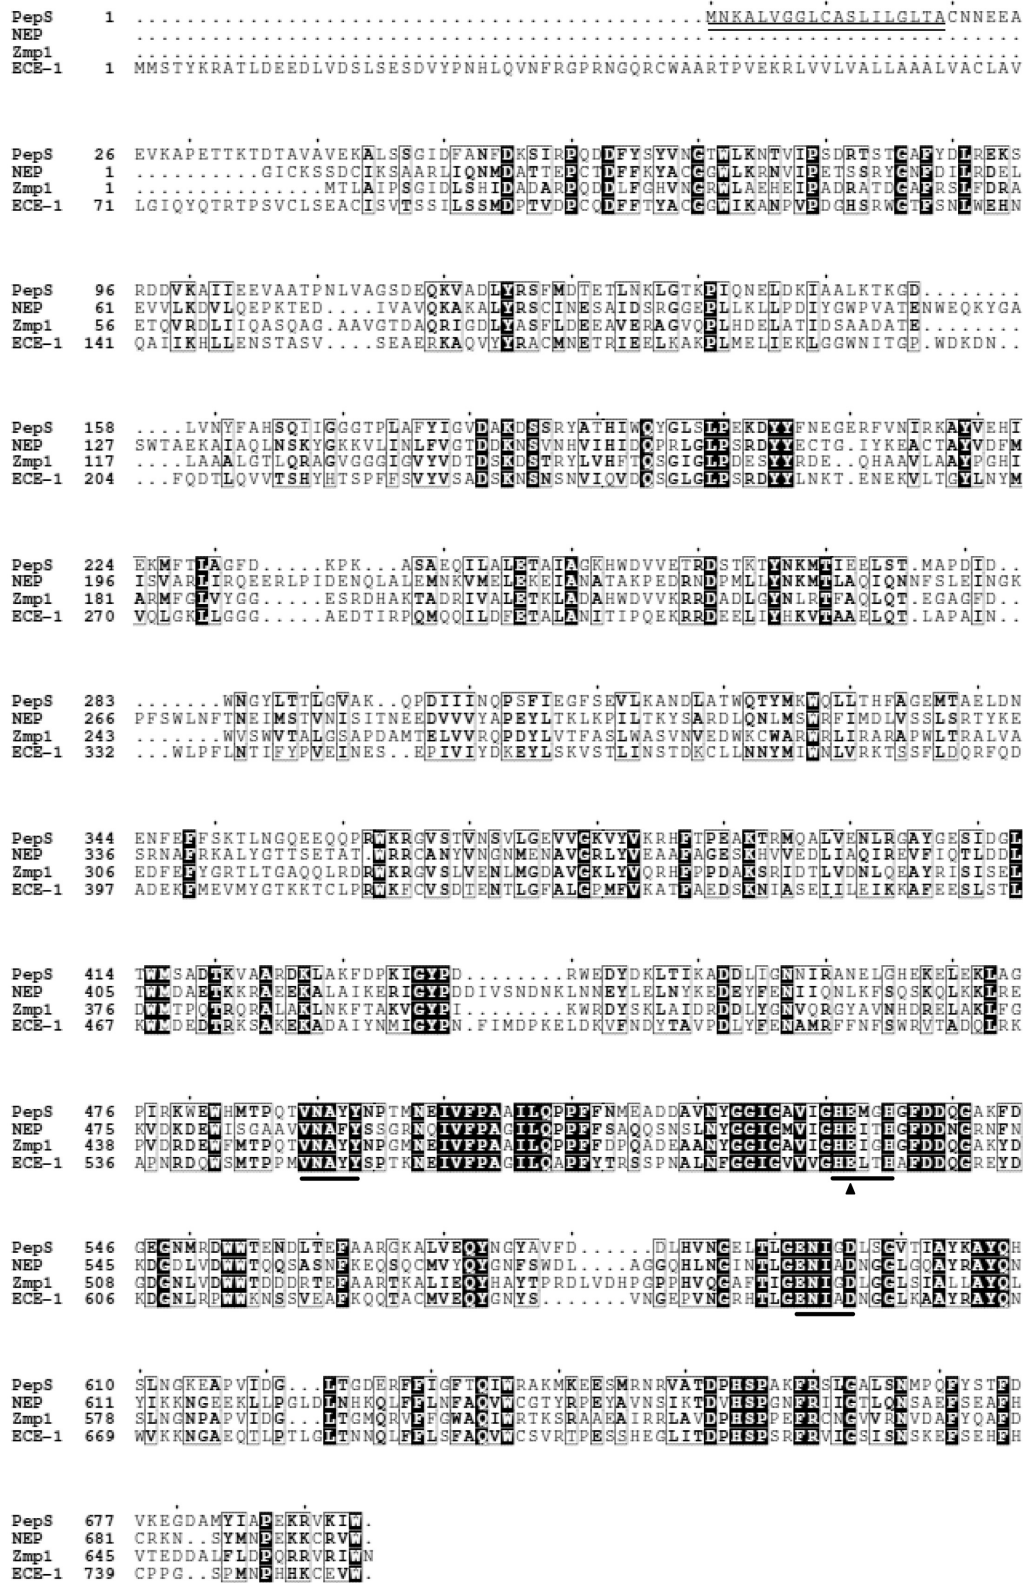 PepS 1 .............................................MNKALVGGLCASLILGLTACNNEEA
NEP ......................................................................
Zmp1 ......................................................................
ECE-1 1 MMSTYKRATLDEEDLVDSLSESDVYPNHLQVNFRGPRNGQRCWAARTPVEKRLVVLVALLAAALVACLAV
PepS 26 EVKAPETTKTDTAVAVEKALSSGIDFANFDKSIRPQDDFYSYVNGTWLKNTVIPSDRTSTGAFYDLREKS
NEP 1 ..........GICKSSDCIKSAARLIQNMDATTEPCTDFFKYACGGWLKRNVIPETSSRYGNFDILRDEL
Zmp1 1 ...............MTLAIPSGIDLSHIDADARPQDDLFGHVNGRWLAEHEIPADRATDGAFRSLFDRA
ECE-1 71 LGIQYQTRTPSVCLSEACISVTSSILSSMDPTVDPCQDFFTYACGGWIKANPVPDGHSRWGTFSNLWEHN
PepS 96 RDDVKAIIEEVAATPNLVAGSDEQKVADLYRSFMDTETLNKLGTKPIQNELDKIAALKTKGD........
NEP 61 EVVLKDVLQEPKTED....IVAVQKAKALYRSCINESAIDSRGGEPLLKLLPDIYGWPVATENWEQKYGA
Zmp1 56 ETQVRDLIIQASQAG.AAVGTDAQRIGDLYASFLDEEAVERAGVQPLHDELATIDSAADATE........
ECE-1 141 QAIIKHLLENSTASV....SEAERKAQVYYRACMNETRIEELKAKPLMELIEKLGGWNITGP.WDKDN..
PepS 158 ....LVNYFAHSQIIGGGTPLAFYIGVDAKDSSRYATHIWQYGLSLPEKDYYFNEGERFVNIRKAYVEHI
NEP 127 SWTAEKAIAQLNSKYGKKVLINLFVGTDDKNSVNHVIHIDQPRLGLPSRDYYECTG.IYKEACTAYVDFM
Zmp1 117 ....LAAALGTLQRAGVGGGIGVYVDTDSKDSTRYLVHFTQSGIGLPDESYYRDE..QHAAVLAAYPGHI
ECE-1 204 ...FQDTLQVVTSHYHTSPFFSVYVSADSKNSNSNVIQVDQSGLGLPSRDYYLNKT.ENEKVLTGYLNYM
PepS 224 EKMFTLAGFD.....KPK...ASAEQILALETAIAGKHWDVVETRDSTKTYNKMTIEELST.MAPDID..
NEP 196 ISVARLIRQEERLPIDENQLALEMNKVMELEKEIANATAKPEDRNDPMLLYNKMTLAQIQNNFSLEINGK
Zmp1 181 ARMFGLVYGG.....ESRDHAKTADRIVALETKLADAHWDVVKRRDADLGYNLRTFAQLQT.EGAGFD..
ECE-1 270 VQLGKLLGGG.....AEDTIRPQMQQILDFETALANITIPQEKRRDEELIYHKVTAAELQT.LAPAIN..
PepS 283 .......WNGYLTTLGVAK..QPDIIINQPSFIEGFSEVLKANDLATWQTYMKWQLLTHFAGEMTAELDN
NEP 266 PFSWLNFTNEIMSTVNISITNEEDVVVYAPEYLTKLKPILTKYSARDLQNLMSWRFIMDLVSSLSRTYKE
Zmp1 243 .......WVSWVTALGSAPDAMTELVVRQPDYLVTFASLWASVNVEDWKCWARWRLIRARAPWLTRALVA
ECE-1 332 ...WLPFLNTIFYPVEINES..EPIVIYDKEYLSKVSTLINSTDKCLLNNYMIWNLVRKTSSFLDQRFQD
PepS 344 ENFEFFSKTLNGQEEQQPRWKRGVSTVNSVLGEVVGKVYVKRHFTPEAKTRMQALVENLRGAYGESIDGL
NEP 336 SRNAFRKALYGTTSETAT.WRRCANYVNGNMENAVGRLYVEAAFAGESKHVVEDLIAQIREVFIQTLDDL
Zmp1 306 EDFEFYGRTLTGAQQLRDRWKRGVSLVENLMGDAVGKLYVQRHFPPDAKSRIDTLVDNLQEAYRISISEL
ECE-1 397 ADEKFMEVMYGTKKTCLPRWKFCVSDTENTLGFALGPMFVKATFAEDSKNIASEIILEIKKAFEESLSTL
PepS 414 TWMSADTKVAARDKLAKFDPKIGYPD.........RWEDYDKLTIKADDLIGNNIRANELGHEKELEKLAG
NEP 405 TWMDAETKKRAEEKALAIKERIGYPDDIVSNDNKLNNEYLELNYKEDEYFENIIQNLKFSQSKQLKKLRE
Zmp1 376 DWMTPQTRQRALAKLNKFTAKVGYPI........KWRDYSKLAIDRDDLYGNVQRGYAVNHDRELAKLFG
ECE-1 467 KWMDEDTRKSAKEKADAIYNMIGYPN.FIMDPKELDKVFNDYTAVPDLYFENAMRFFNFSWRVTADQLRK
PepS 476 PIRKWEWHMTPQTVNAYYNPTMNEIVFPAAILQPPFFNMEADDAVNYGGIGAVIGHEMGHGFDDQGAKFD
NEP 475 KVDKDEWISGAAVVNAFYSSGRNQIVFPAGILQPPFFSAQQSNSLNYGGIGMVIGHEITHGFDDNGRNFN
Zmp1 438 PVDRDEWFMTPQTVNAYYNPGMNEIVFPAAILQPPFFDPQADEAANYGGIGAVIGHEIGHGFDDQGAKYD
ECE-1 536 APNRDQWSMTPPMVNAYYSPTKNEIVFPAGILQAPFYTRSSPNALNFGGIGVVVGHELTHAFDDQGREYD
PepS 546 GEGNMRDWWTENDLTEFAARGKALVEQYNGYAVFD......DLHVNGELTLGENIGDLSGVTIAYKAYQH
NEP 545 KDGDLVDWWTQQSASNFKEQSQCMVYQYGNFSWDL....AGGQHLNGINTLGENIADNGGLGQAYRAYQN
Zmp1 508 GDGNLVDWWTDDDRTEFAARTKALIEQYHAYTPRDLVDHPGPPHVQGAFTIGENIGDLGGLSIALLAYQL
ECE-1 606 KDGNLRPWWKNSSVEAFKQQTACMVEQYGNYS.......VNGEPVNGRHTLGENIADNGGLKAAYRAYQN
PepS 610 SLNGKEAPVIDG...LTGDERFFIGFTQIWRAKMKEESMRNRVATDPHSPAKFRSLGALSNMPQFYSTFD
NEP 611 YIKKNGEEKLLPGLDLNHKQLFFLNFAQVWCGTYRPEYAVNSIKTDVHSPGNFRIIGTLQNSAEFSEAFH
Zmp1 578 SLNGNPAPVIDG...LTGMQRVFFGWAQIWRTKSRAAEAIRRLAVDPHSPPEFRCNGVVRNVDAFYQAFD
ECE-1 669 WVKKNGAEQTLPTLGLTNNQLFFLSFAQVWCSVRTPESSHEGLITDPHSPSRFRVIGSISNSKEFSEHFH
PepS 677 VKEGDAMYIAPEKRVKIW.
NEP 681 CRKN..SYMNPEKKCRVW.
Zmp1 645 VTEDDALFLDPQRRVRIWN
ECE-1 739 CPPG..SPMNPHHKCEVW.